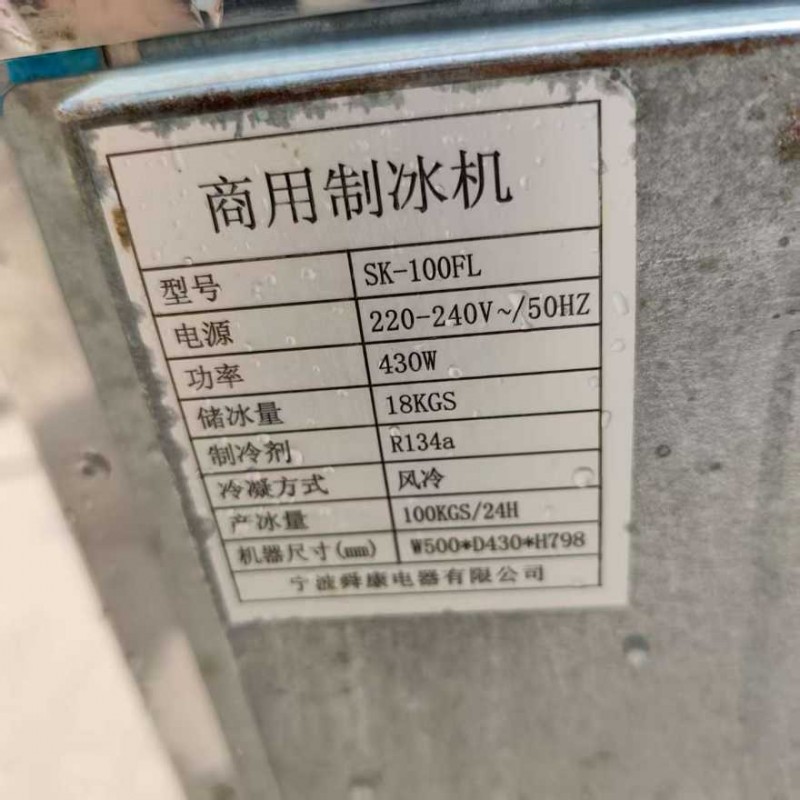 商用制冰机
型号 SK-100FL
电源 220-240V~/50HZ
功率 430W
储冰量 18KGS
制冷剂 R134a
冷凝方式 风冷
产冰量 100KGS/24H
机器尺寸(mm) W500*D430*H798
宁波舜康电器有限公司